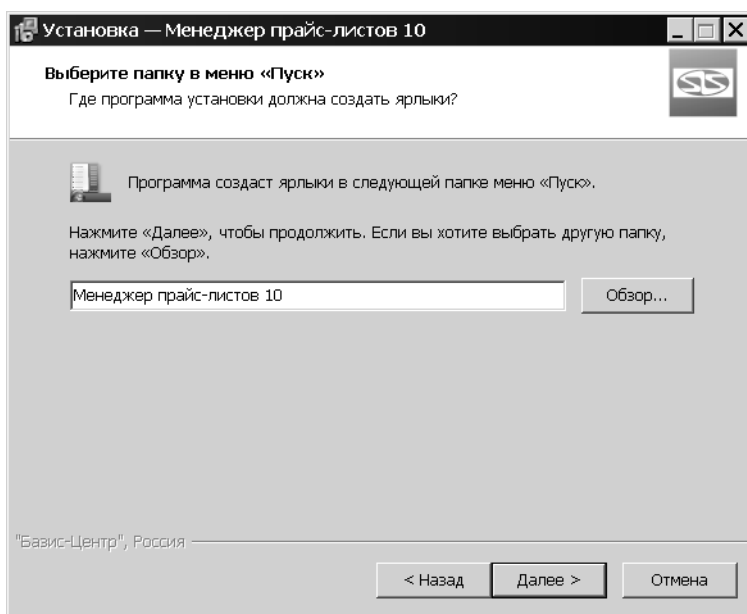 Установка — Менеджер прайс-листов 10
Выберите папку в меню «Пуск»
Где программа установки должна создать ярлыки?
Программа создаст ярлыки в следующей папке меню «Пуск».
Нажмите «Далее», чтобы продолжить. Если вы хотите выбрать другую папку,
нажмите «Обзор».
Менеджер прайс-листов 10
Обзор...
"Базис-Центр", Россия
< Назад
Далее >
Отмена